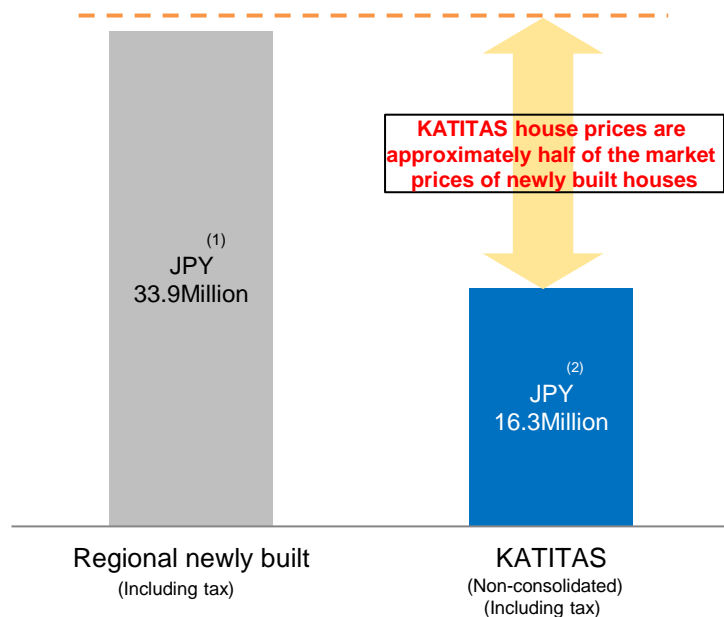 KATITAS house prices are
approximately half of the market
prices of newly built houses
(1)
JPY
33.9Million
(2)
JPY
16.3Million
Regional newly built
(Including tax)
KATITAS
(Non-consolidated)
(Including tax)